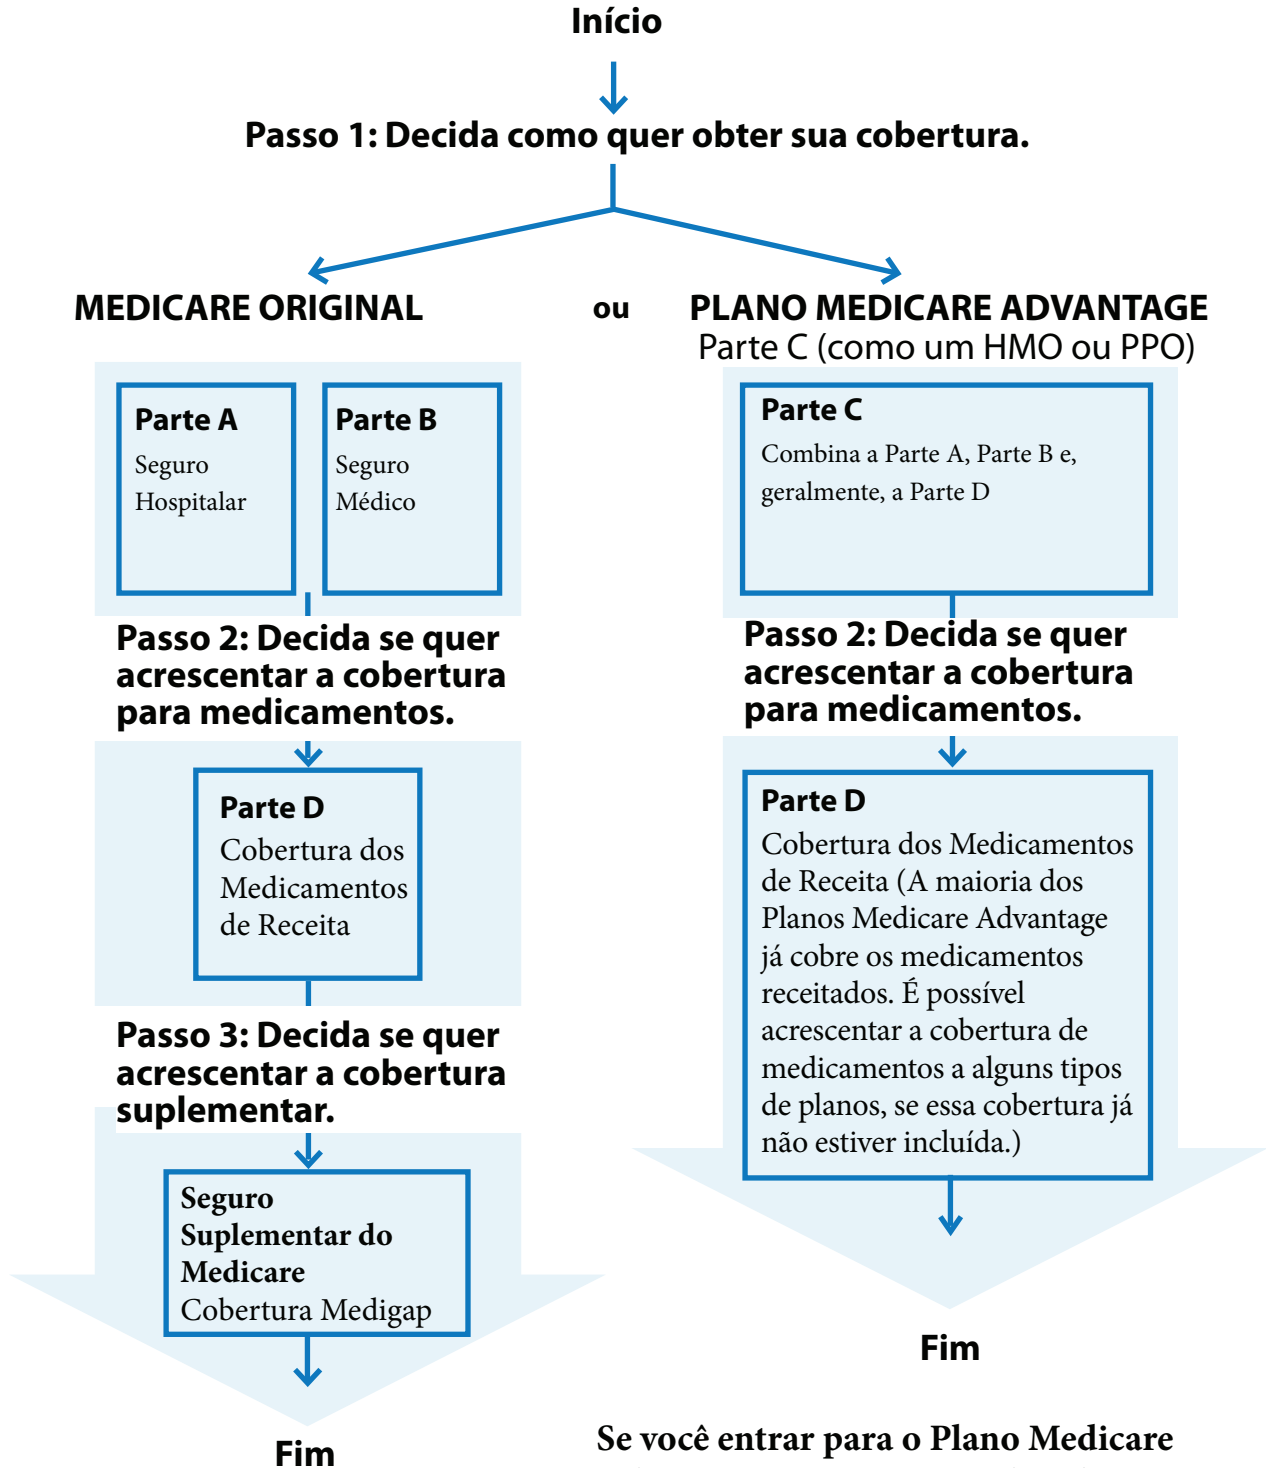 Início
Passo 1: Decida como quer obter sua cobertura.
MEDICARE ORIGINAL
ou
PLANO MEDICARE ADVANTAGE
Parte C (como um HMO ou PPO)
Parte A
Seguro
Hospitalar
Parte B
Seguro
Médico
Passo 2: Decida se quer
acrescentar a cobertura
para medicamentos.
Parte D
Cobertura dos
Medicamentos
de Receita
Passo 3: Decida se quer
acrescentar a cobertura
suplementar.
Seguro
Suplementar do
Medicare
Cobertura Medigap
Fim
Parte C
Combina a Parte A, Parte B e,
geralmente, a Parte D
Passo 2: Decida se quer
acrescentar a cobertura
para medicamentos.
Parte D
Cobertura dos Medicamentos
de Receita (A maioria dos
Planos Medicare Advantage
já cobre os medicamentos
receitados. É possível
acrescentar a cobertura de
medicamentos a alguns tipos
de planos, se essa cobertura já
não estiver incluída.)
Fim
Se você entrar para o Plano Medicare